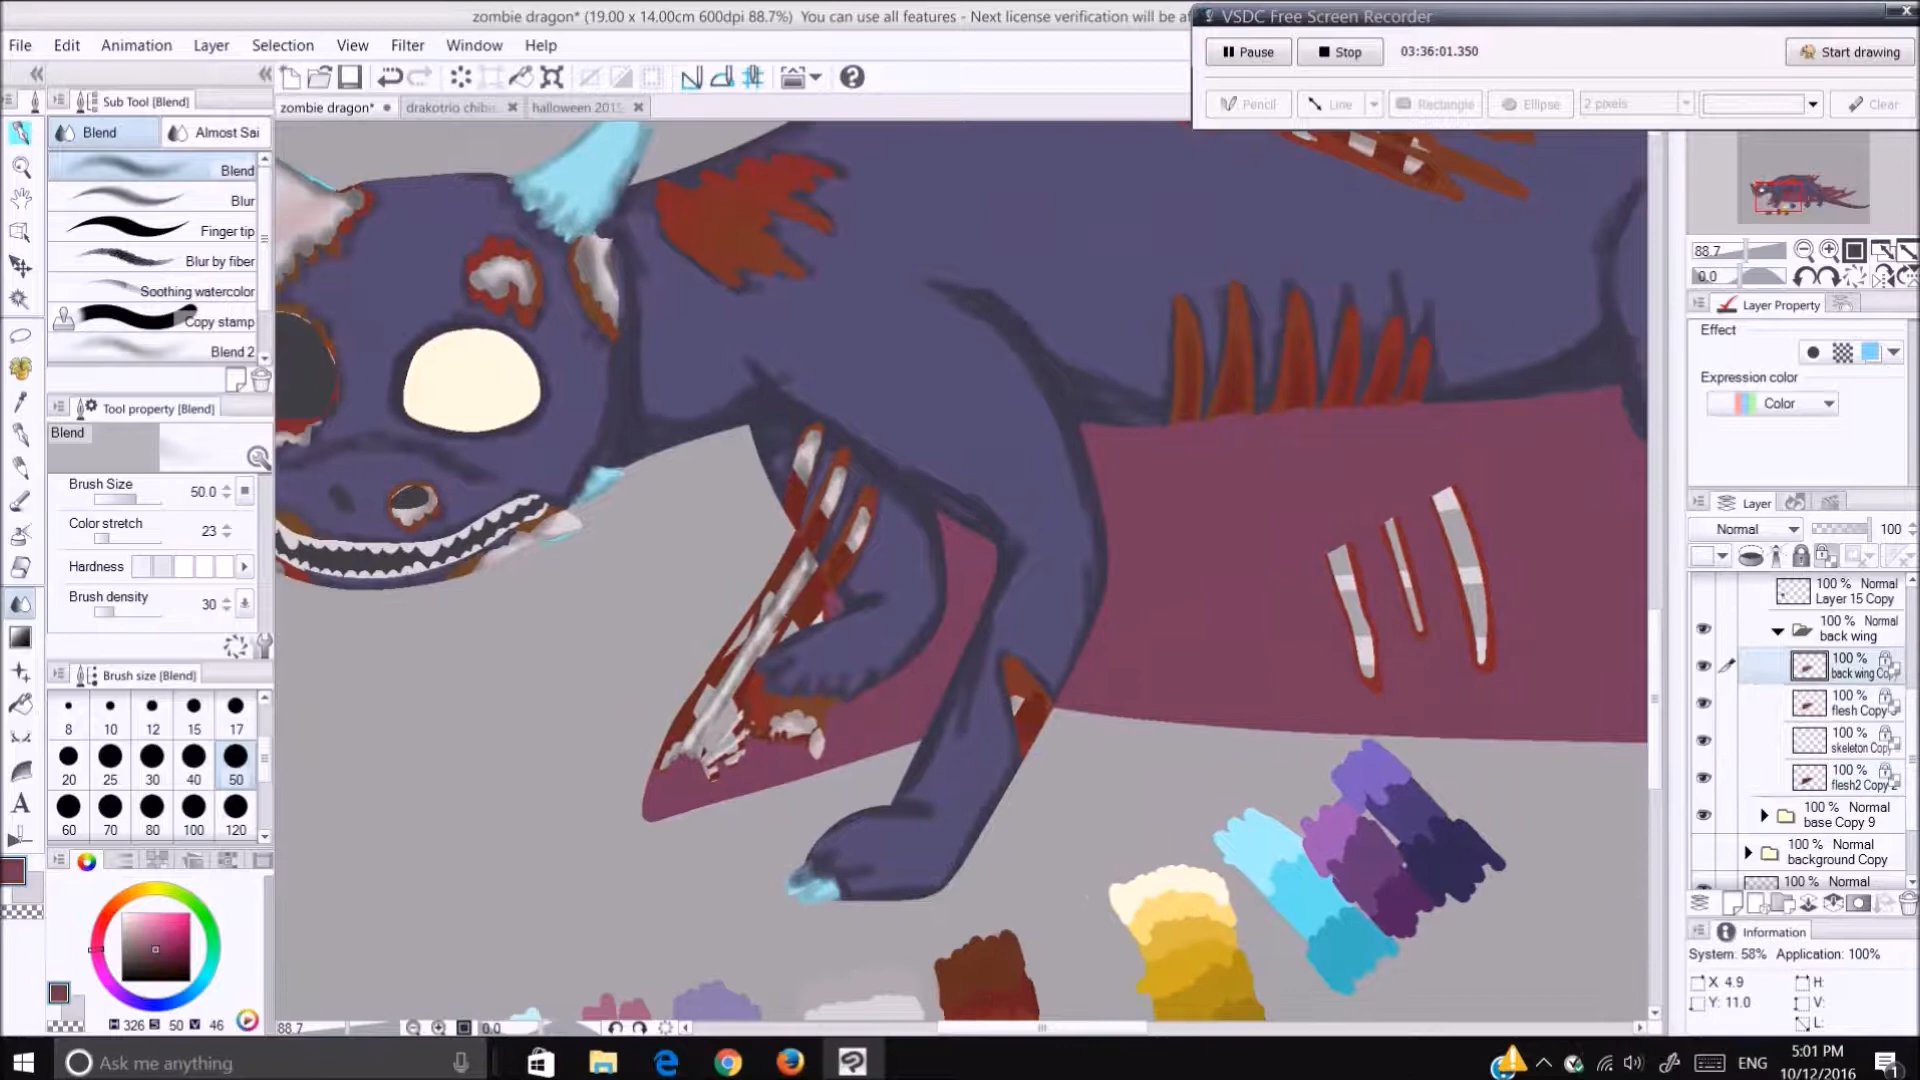 zombie dragon* (19.00 x 14.00cm 600dpi 88.7%) You can use all features - Next license verification will be at
VSDC Free Screen Recorder
File Edit Animation Layer Selection View Filter Window Help
Pause Stop 03:36:01.350 Start drawing
Pencil Line Rectangle Ellipse 2 pixels Clear
Sub Tool [Blend]
zombie dragon* drakotrio chibis halloween 2015
Blend Almost Sai
Blend
Blur
Finger tip
Blur by fiber
Soothing watercolor
Copy stamp
Blend 2
Tool property [Blend]
Blend
Brush Size 50.0
Color stretch 23
Hardness
Brush density 30
Brush size [Blend]
8 10 12 15 17
20 25 30 40 50
60 70 80 100 120
H 326 S 50 V 46
88.7 0.0
88.7
0.0
Layer Property
Effect
Expression color
Color
Layer
Normal 100
100 % Normal
Layer 15 Copy
100 % Normal
back wing
100 %
back wing Copy
100 %
flesh Copy
100 %
skeleton Copy
100 %
flesh2 Copy 2
100 % Normal
base Copy 9
100 % Normal
background Copy
100 % Normal
Information
System: 58% Application: 100%
X 4.9 H:
Y: 11.0 V:
L:
Ask me anything
ENG
5:01 PM
10/12/2016
1
A